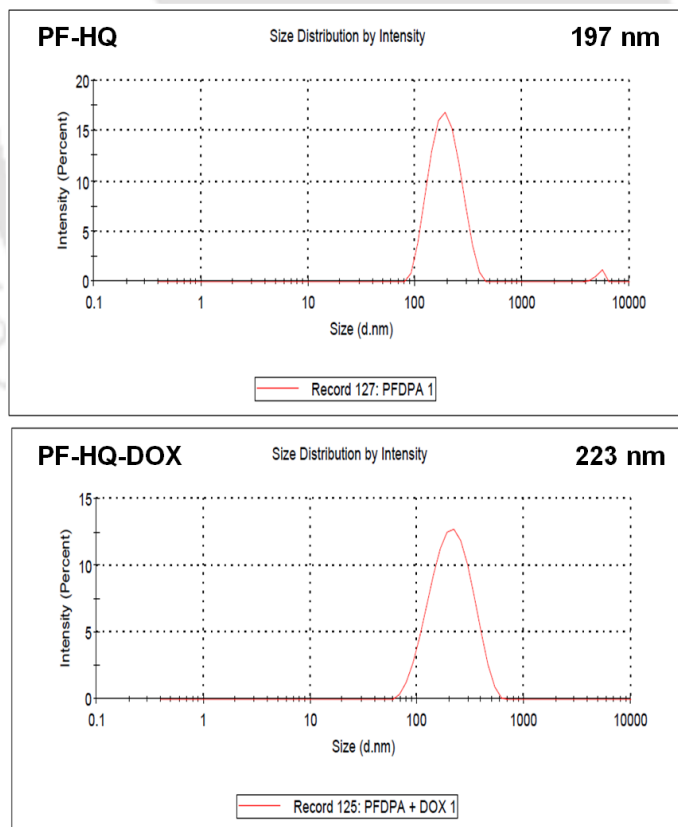 PF-HQ Size Distribution by Intensity 197 nm
20
15
10
5
0
Intensity (Percent)
0.1 1 10 100 1000 10000
Size (d.nm)
Record 127: PFDPA 1
PF-HQ-DOX Size Distribution by Intensity 223 nm
15
10
5
0
Intensity (Percent)
0.1 1 10 100 1000 10000
Size (d.nm)
Record 125: PFDPA + DOX 1